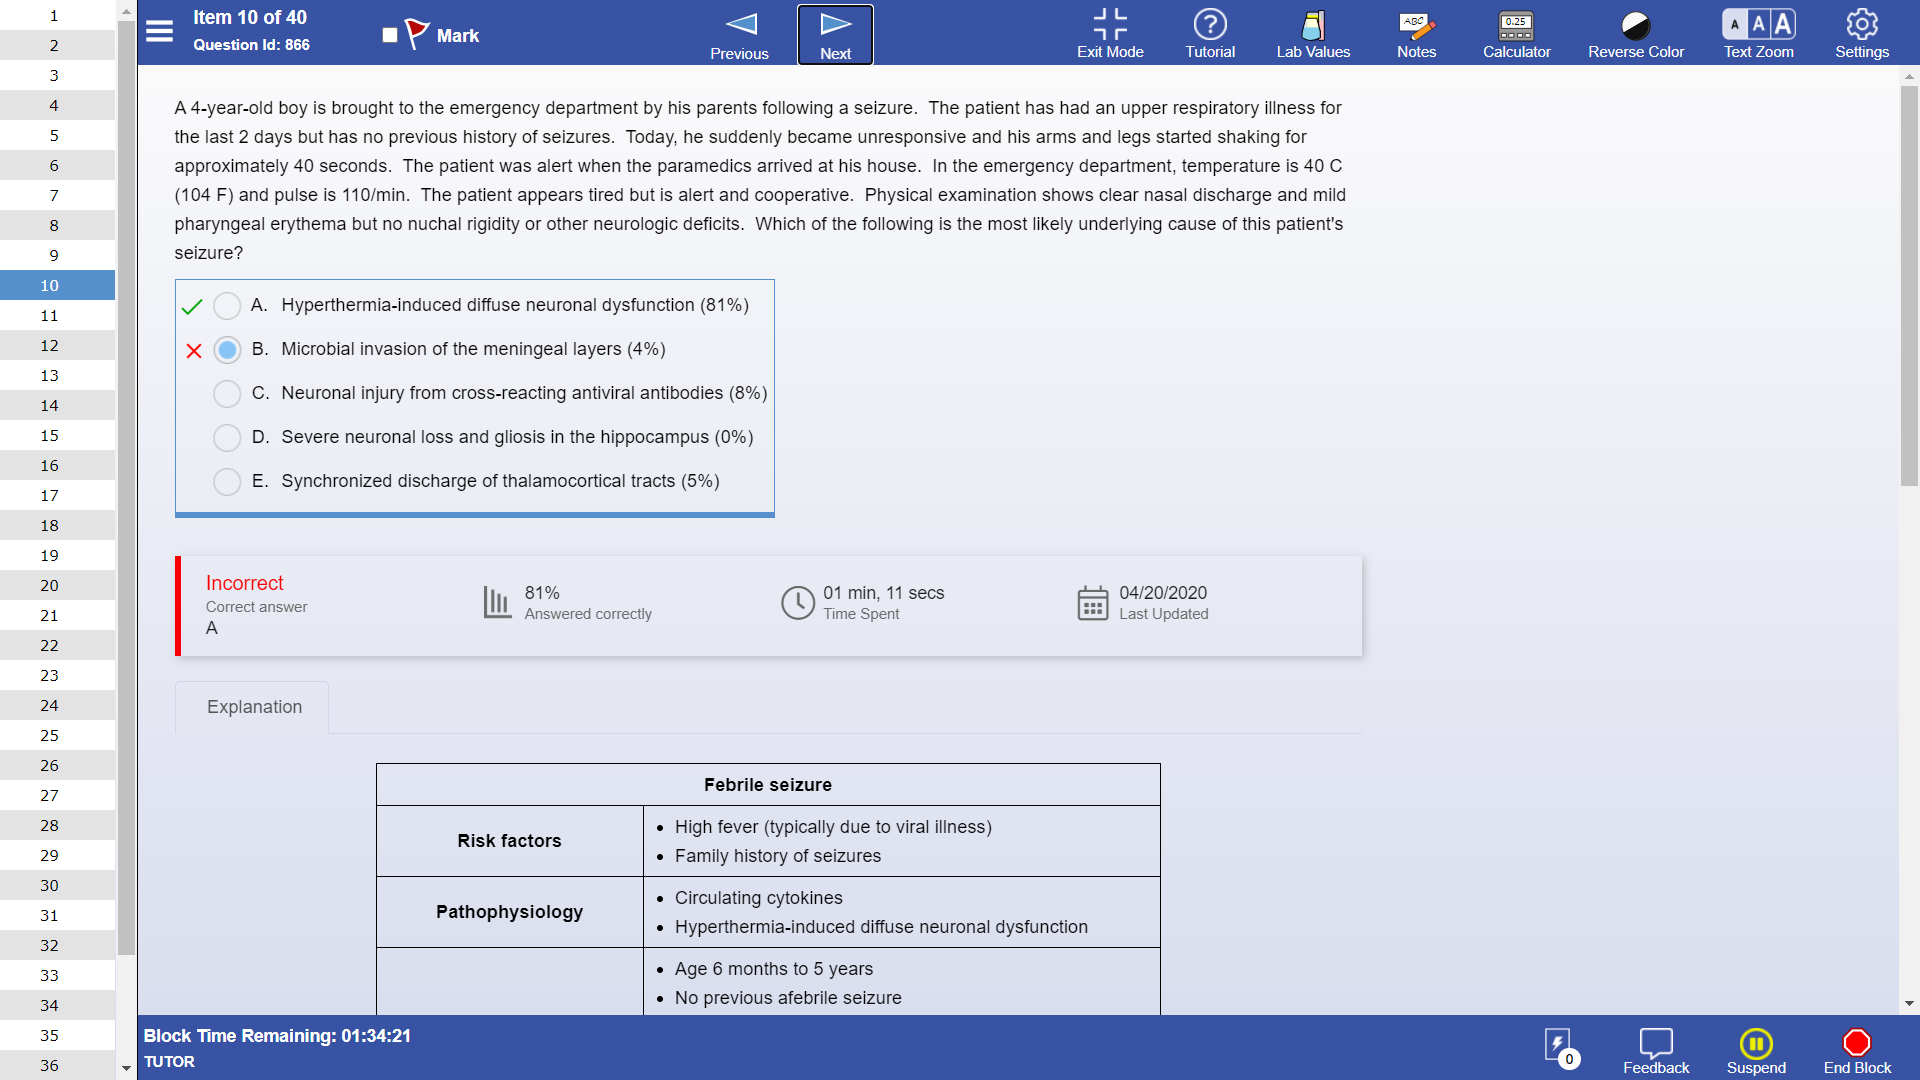 1
2
3
4
5
6
7
8
9
10
11
12
13
14
15
16
17
18
19
20
21
22
23
24
25
26
27
28
29
30
31
32
33
34
35
36
Item 10 of 40
Question Id: 866
Mark
Previous
Next
Exit Mode
Tutorial
Lab Values
ABC
Notes
0.25
Calculator
Reverse Color
A A A
Text Zoom
Settings
A 4-year-old boy is brought to the emergency department by his parents following a seizure. The patient has had an upper respiratory illness for
the last 2 days but has no previous history of seizures. Today, he suddenly became unresponsive and his arms and legs started shaking for
approximately 40 seconds. The patient was alert when the paramedics arrived at his house. In the emergency department, temperature is 40 C
(104 F) and pulse is 110/min. The patient appears tired but is alert and cooperative. Physical examination shows clear nasal discharge and mild
pharyngeal erythema but no nuchal rigidity or other neurologic deficits. Which of the following is the most likely underlying cause of this patient's
seizure?
A. Hyperthermia-induced diffuse neuronal dysfunction (81%)
B. Microbial invasion of the meningeal layers (4%)
C. Neuronal injury from cross-reacting antiviral antibodies (8%)
D. Severe neuronal loss and gliosis in the hippocampus (0%)
E. Synchronized discharge of thalamocortical tracts (5%)
Incorrect
Correct answer
A
81%
Answered correctly
01 min, 11 secs
Time Spent
04/20/2020
Last Updated
Explanation
Febrile seizure
Risk factors
• High fever (typically due to viral illness)
• Family history of seizures
Pathophysiology
• Circulating cytokines
• Hyperthermia-induced diffuse neuronal dysfunction
• Age 6 months to 5 years
• No previous afebrile seizure
Block Time Remaining: 01:34:21
TUTOR
0
Feedback
Suspend
End Block